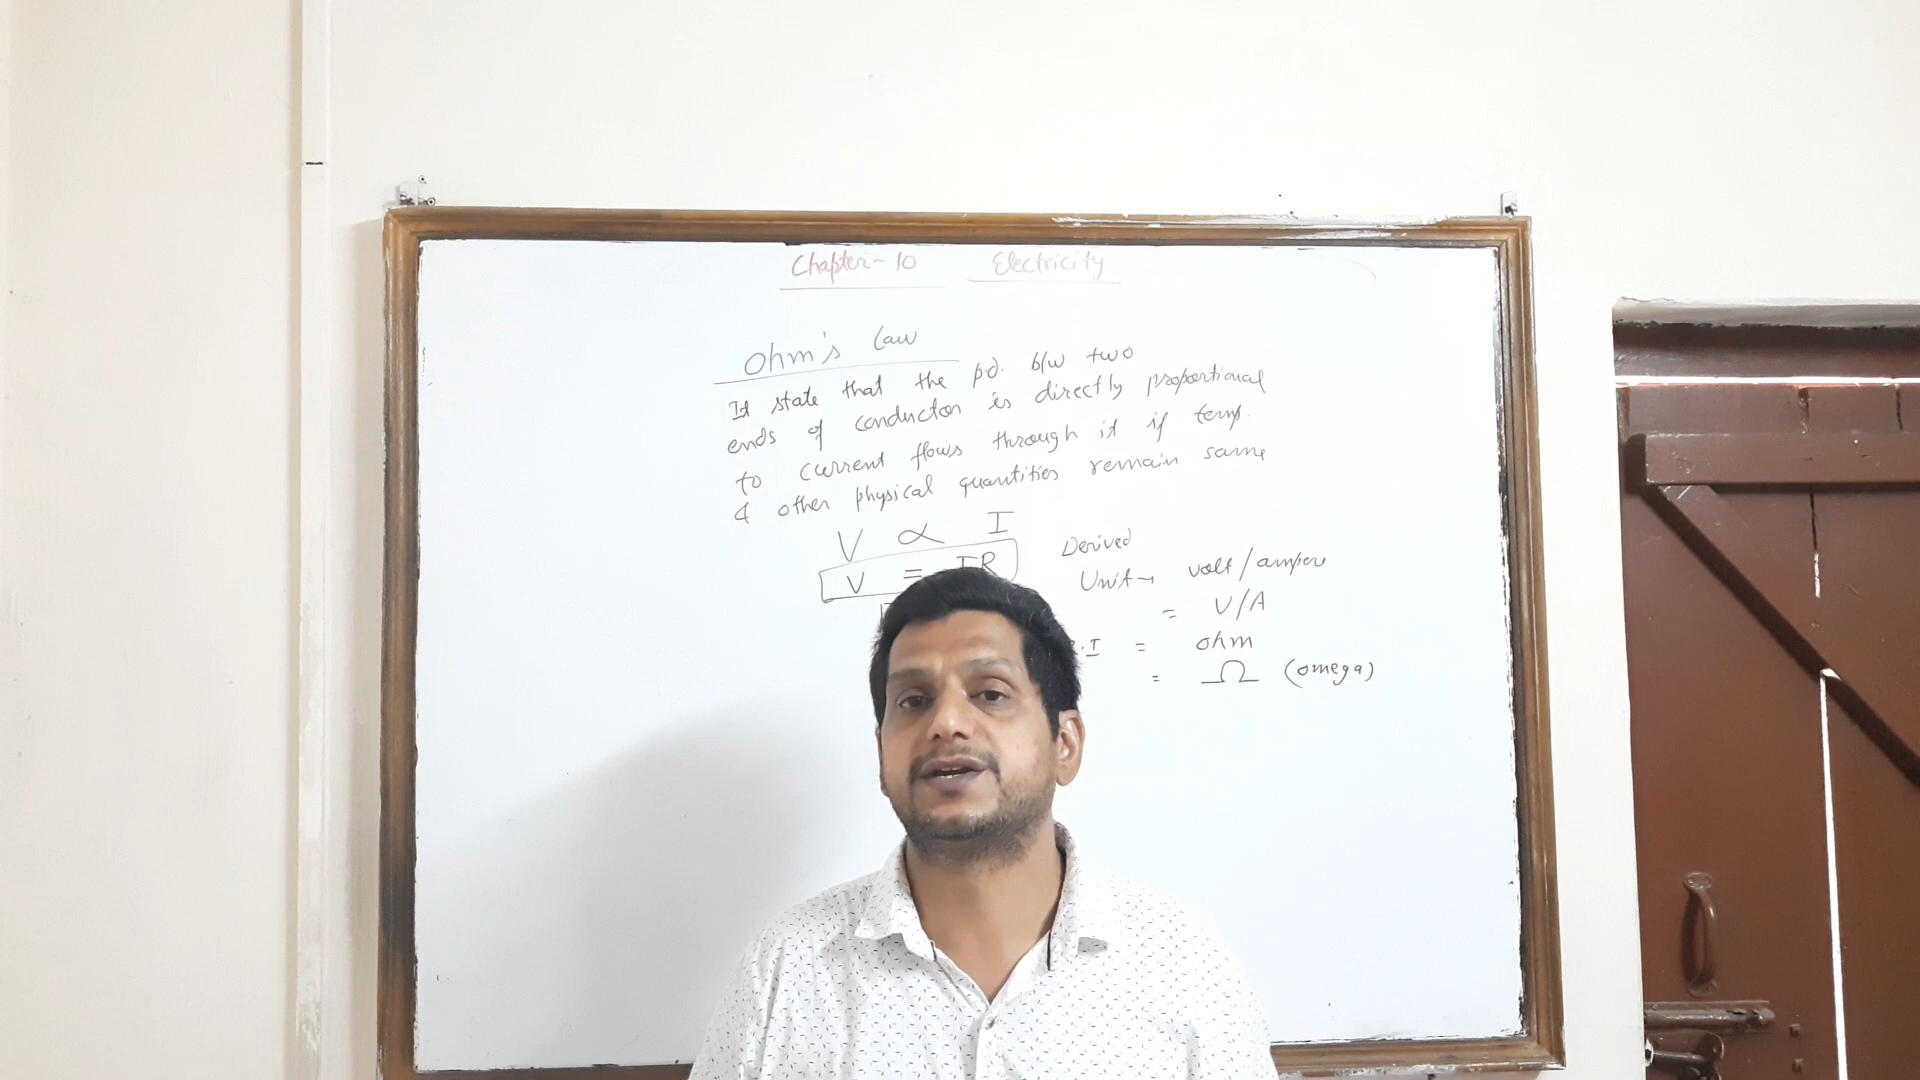 Chapter-10 Electricity
Ohm's Law
It state that the p.d. b/w two
ends of conductor is directly proportional
to current flows through it if temp.
& other physical quantities remain same
V ∝ I
V = IR
Derived
Unit → volt/amper
= V/A
S.I = ohm
= Ω (omega)